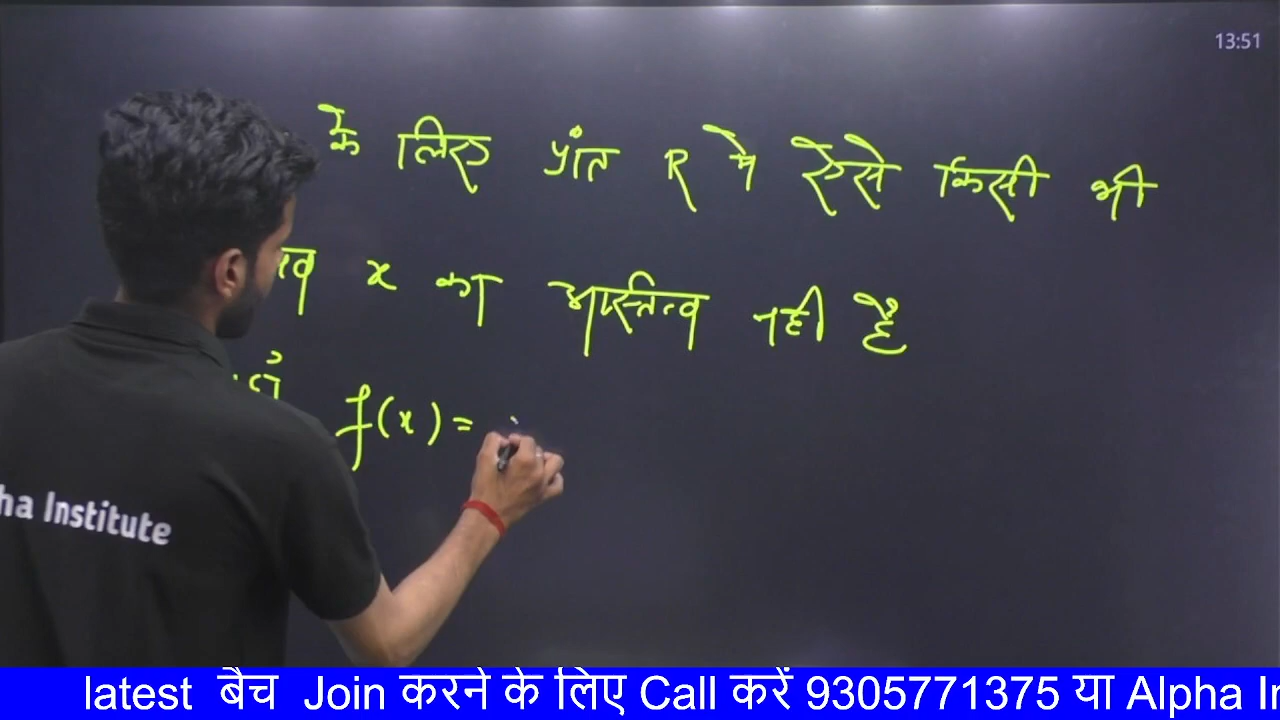 13:51
के लिए प्रांत R मे ऐसे किसी भी
x का अस्तित्व नही है
f(x) =
ha Institute
latest बैच Join करने के लिए Call करें 9305771375 या Alpha In